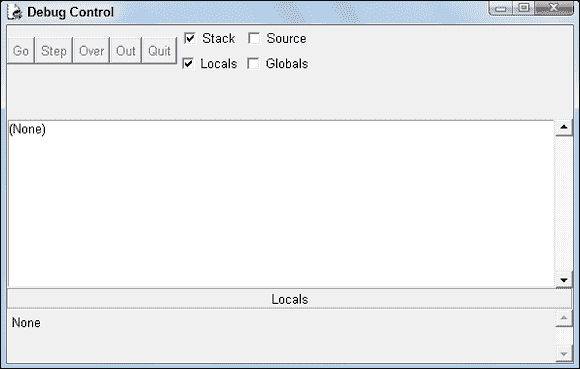 Debug Control
Go Step Over Out Quit
Stack Source
Locals Globals
(None)
Locals
None